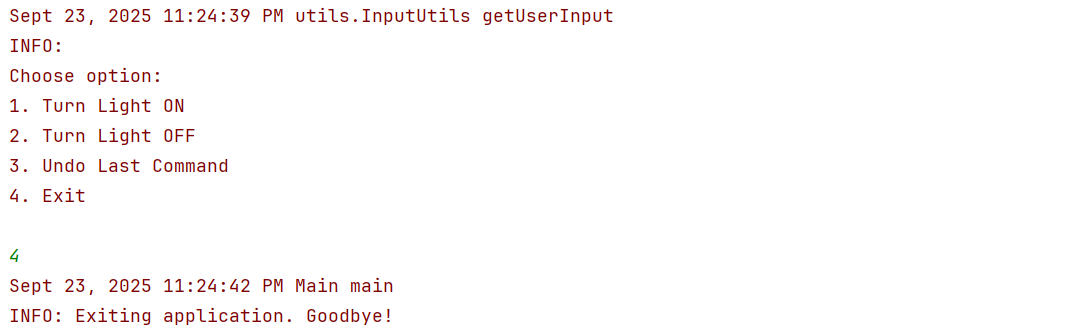 Sept 23, 2025 11:24:39 PM utils.InputUtils getUserInput
INFO:
Choose option:
1. Turn Light ON
2. Turn Light OFF
3. Undo Last Command
4. Exit
4
Sept 23, 2025 11:24:42 PM Main main
INFO: Exiting application. Goodbye!